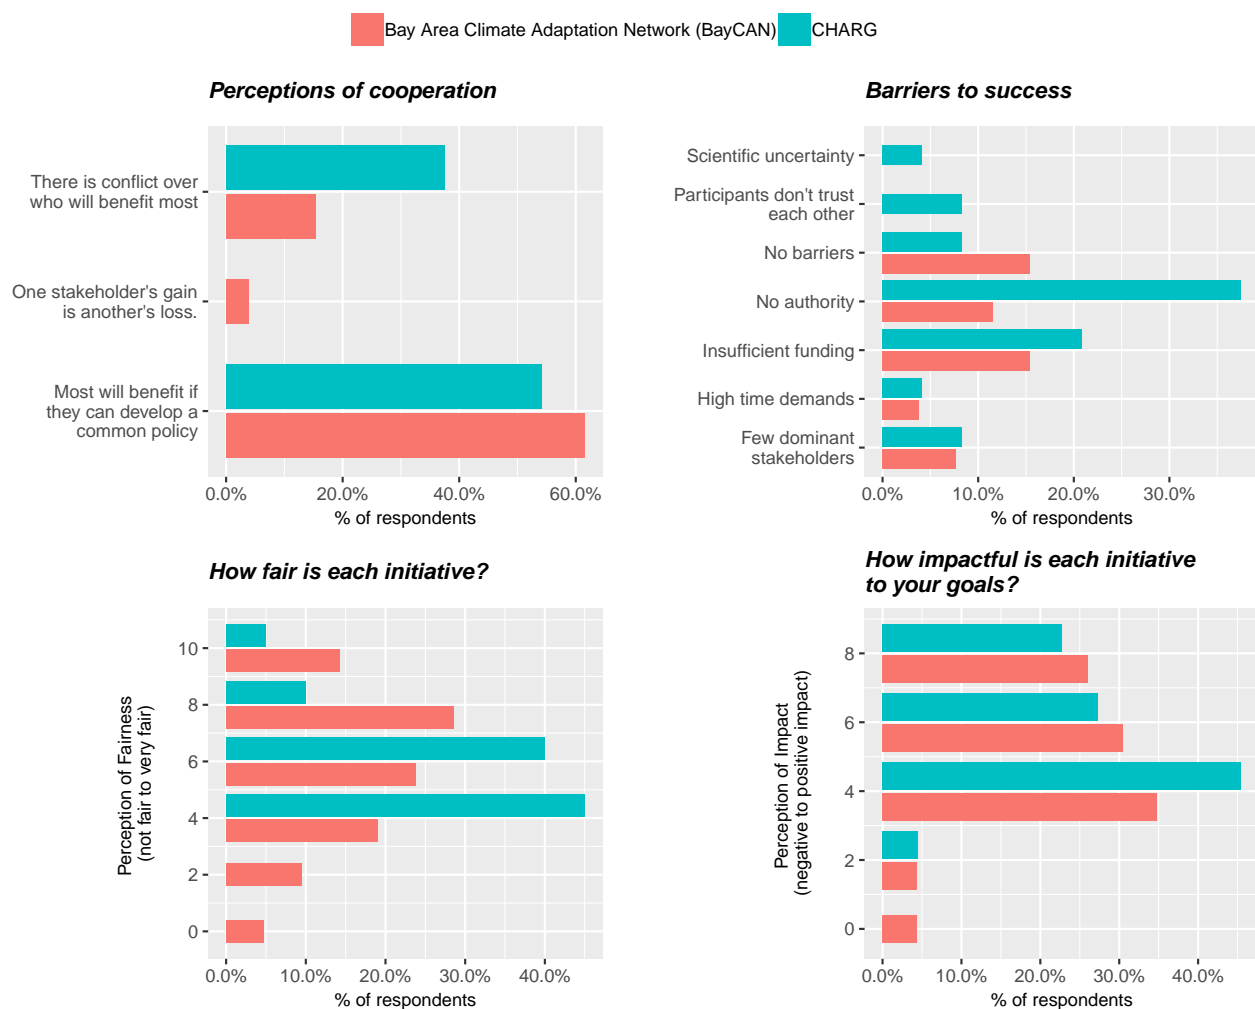 Bay Area Climate Adaptation Network (BayCAN) CHARG
Perceptions of cooperation
There is conflict over
who will benefit most
One stakeholder's gain
is another's loss.
Most will benefit if
they can develop a
common policy
0.0% 20.0% 40.0% 60.0%
% of respondents
Barriers to success
Scientific uncertainty
Participants don't trust
each other
No barriers
No authority
Insufficient funding
High time demands
Few dominant
stakeholders
0.0% 10.0% 20.0% 30.0%
% of respondents
How fair is each initiative?
Perception of Fairness
(not fair to very fair)
10
8
6
4
2
0
0.0% 10.0% 20.0% 30.0% 40.0%
% of respondents
How impactful is each initiative
to your goals?
Perception of Impact
(negative to positive impact)
8
6
4
2
0
0.0% 10.0% 20.0% 30.0% 40.0%
% of respondents